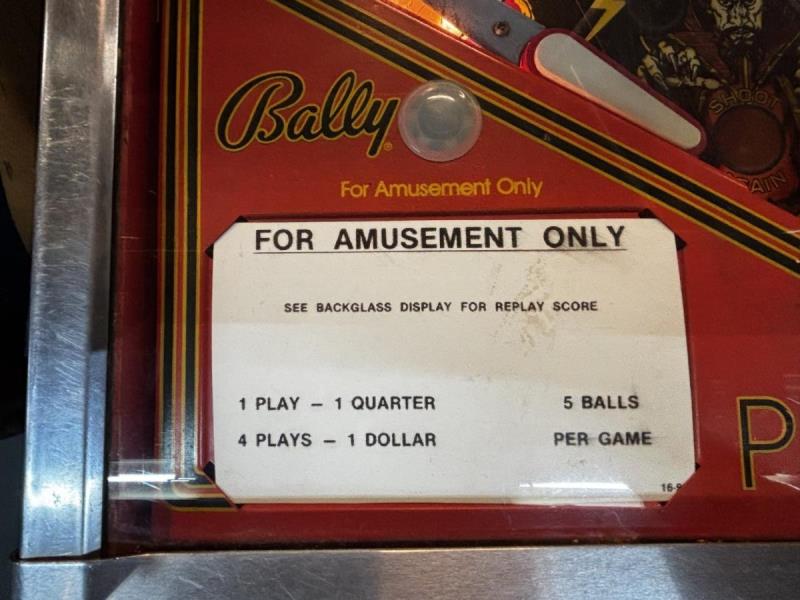 Bally
For Amusement Only
SHOOT
FOR AMUSEMENT ONLY
SEE BACKGLASS DISPLAY FOR REPLAY SCORE
1 PLAY – 1 QUARTER 5 BALLS
4 PLAYS – 1 DOLLAR PER GAME